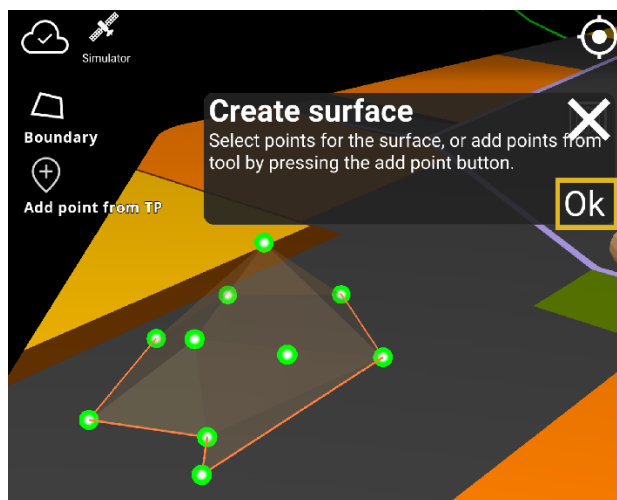 Simulator
Boundary
Add point from TP
Create surface
Select points for the surface, or add points from
tool by pressing the add point button.
Ok